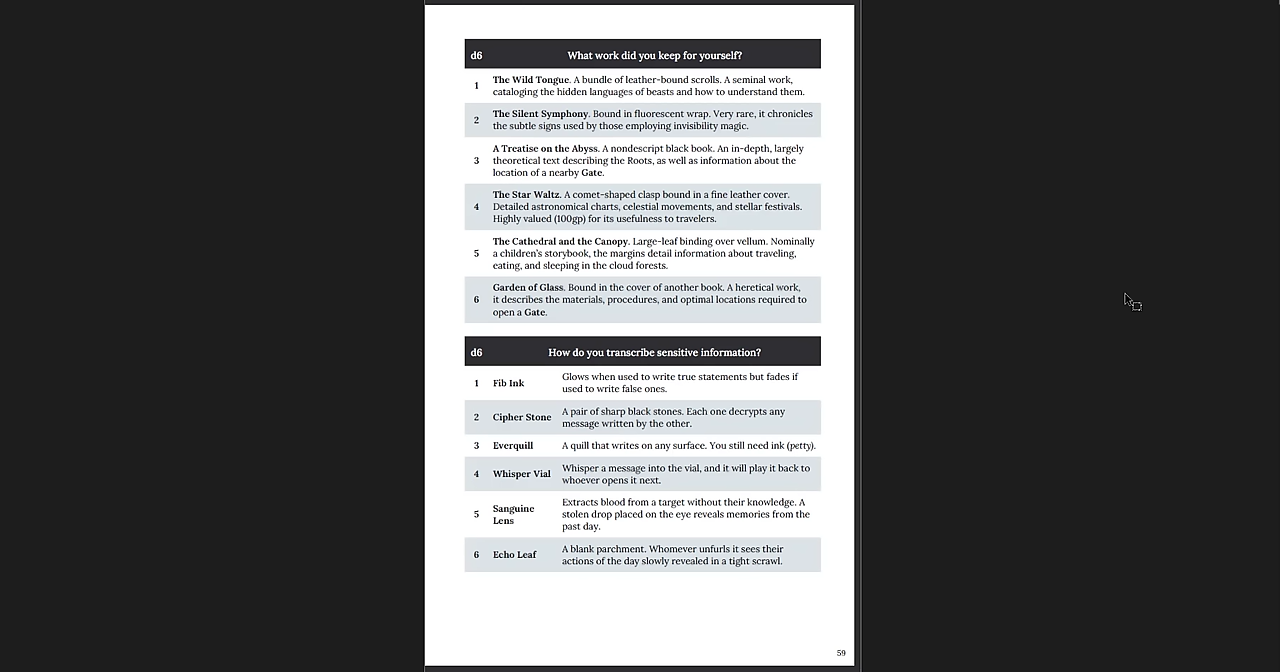 d6 What work did you keep for yourself?
1 The Wild Tongue. A bundle of leather-bound scrolls. A seminal work,
cataloging the hidden languages of beasts and how to understand them.
2 The Silent Symphony. Bound in fluorescent wrap. Very rare, it chronicles
the subtle signs used by those employing invisibility magic.
A Treatise on the Abyss. A nondescript black book. An in-depth, largely
3 theoretical text describing the Roots, as well as information about the
location of a nearby Gate.
The Star Waltz. A comet-shaped clasp bound in a fine leather cover.
4 Detailed astronomical charts, celestial movements, and stellar festivals.
Highly valued (100gp) for its usefulness to travelers.
The Cathedral and the Canopy. Large-leaf binding over vellum. Nominally
5 a children's storybook, the margins detail information about traveling,
eating, and sleeping in the cloud forests.
Garden of Glass. Bound in the cover of another book. A heretical work,
6 it describes the materials, procedures, and optimal locations required to
open a Gate.
d6 How do you transcribe sensitive information?
1 Fib Ink Glows when used to write true statements but fades if
used to write false ones.
2 Cipher Stone A pair of sharp black stones. Each one decrypts any
message written by the other.
3 Everquill A quill that writes on any surface. You still need ink (petty).
4 Whisper Vial Whisper a message into the vial, and it will play it back to
whoever opens it next.
5 Sanguine Lens Extracts blood from a target without their knowledge. A
stolen drop placed on the eye reveals memories from the
past day.
6 Echo Leaf A blank parchment. Whomever unfurls it sees their
actions of the day slowly revealed in a tight scrawl.
59